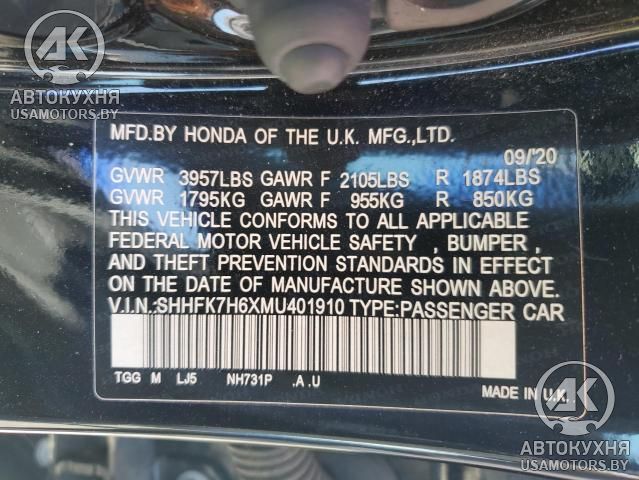 AK
АВТОКУХНЯ
USAMOTORS.BY
MFD.BY HONDA OF THE U.K. MFG.,LTD.
09/'20
GVWR 3957LBS GAWR F 2105LBS R 1874LBS
GVWR 1795KG GAWR F 955KG R 850KG
THIS VEHICLE CONFORMS TO ALL APPLICABLE
FEDERAL MOTOR VEHICLE SAFETY , BUMPER ,
AND THEFT PREVENTION STANDARDS IN EFFECT
ON THE DATE OF MANUFACTURE SHOWN ABOVE.
V.I.N.:SHHFK7H6XMU401910 TYPE:PASSENGER CAR
TGG M LJ5 NH731P .A .U MADE IN U.K.
AK
АВТОКУХНЯ
USAMOTORS.BY